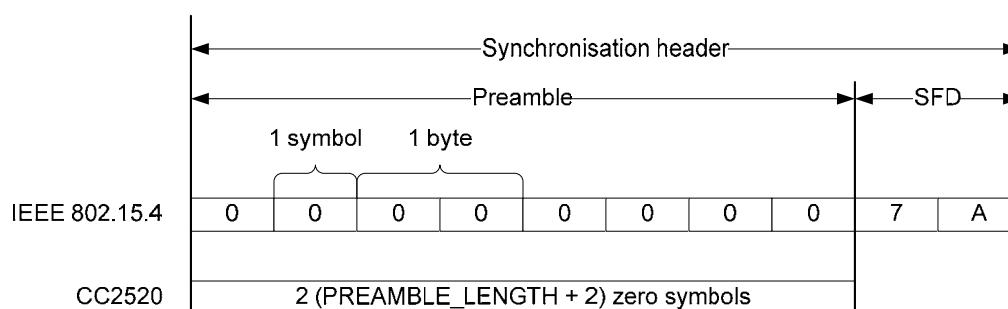 Synchronisation header
Preamble SFD
1 symbol 1 byte
IEEE 802.15.4 0 0 0 0 0 0 0 0 7 A
CC2520 2 (PREAMBLE_LENGTH + 2) zero symbols